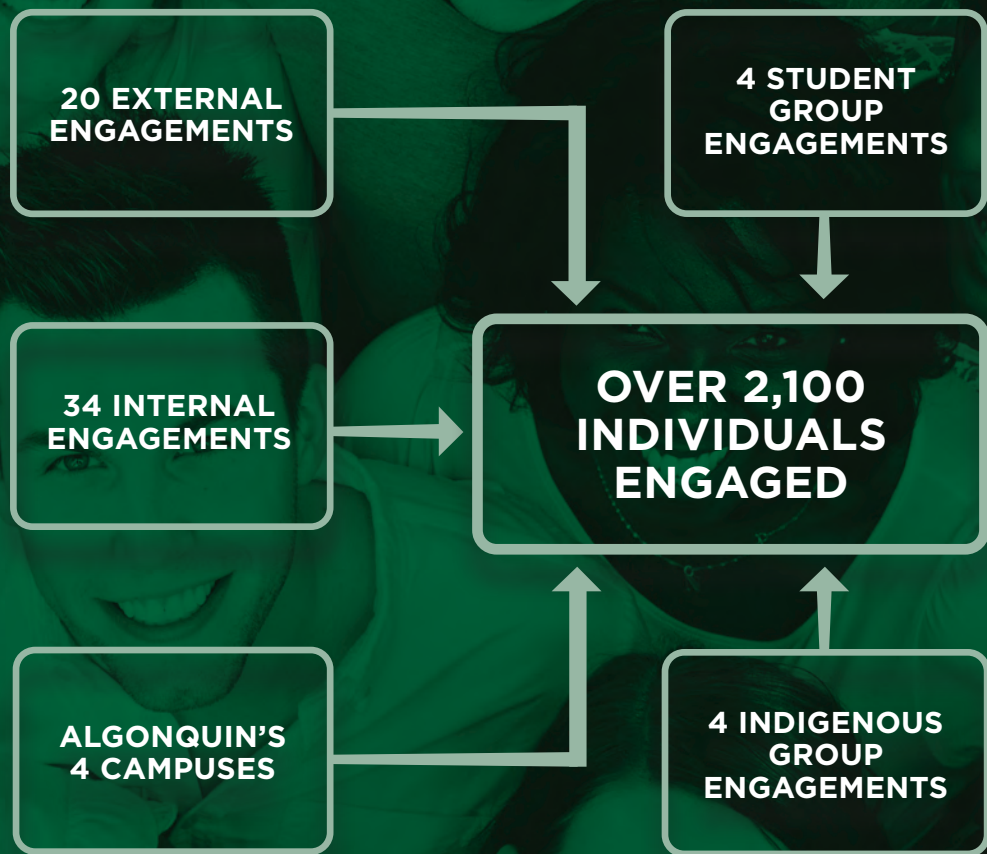 20 EXTERNAL
ENGAGEMENTS
4 STUDENT
GROUP
ENGAGEMENTS
34 INTERNAL
ENGAGEMENTS
OVER 2,100
INDIVIDUALS
ENGAGED
ALGONQUIN’S
4 CAMPUSES
4 INDIGENOUS
GROUP
ENGAGEMENTS